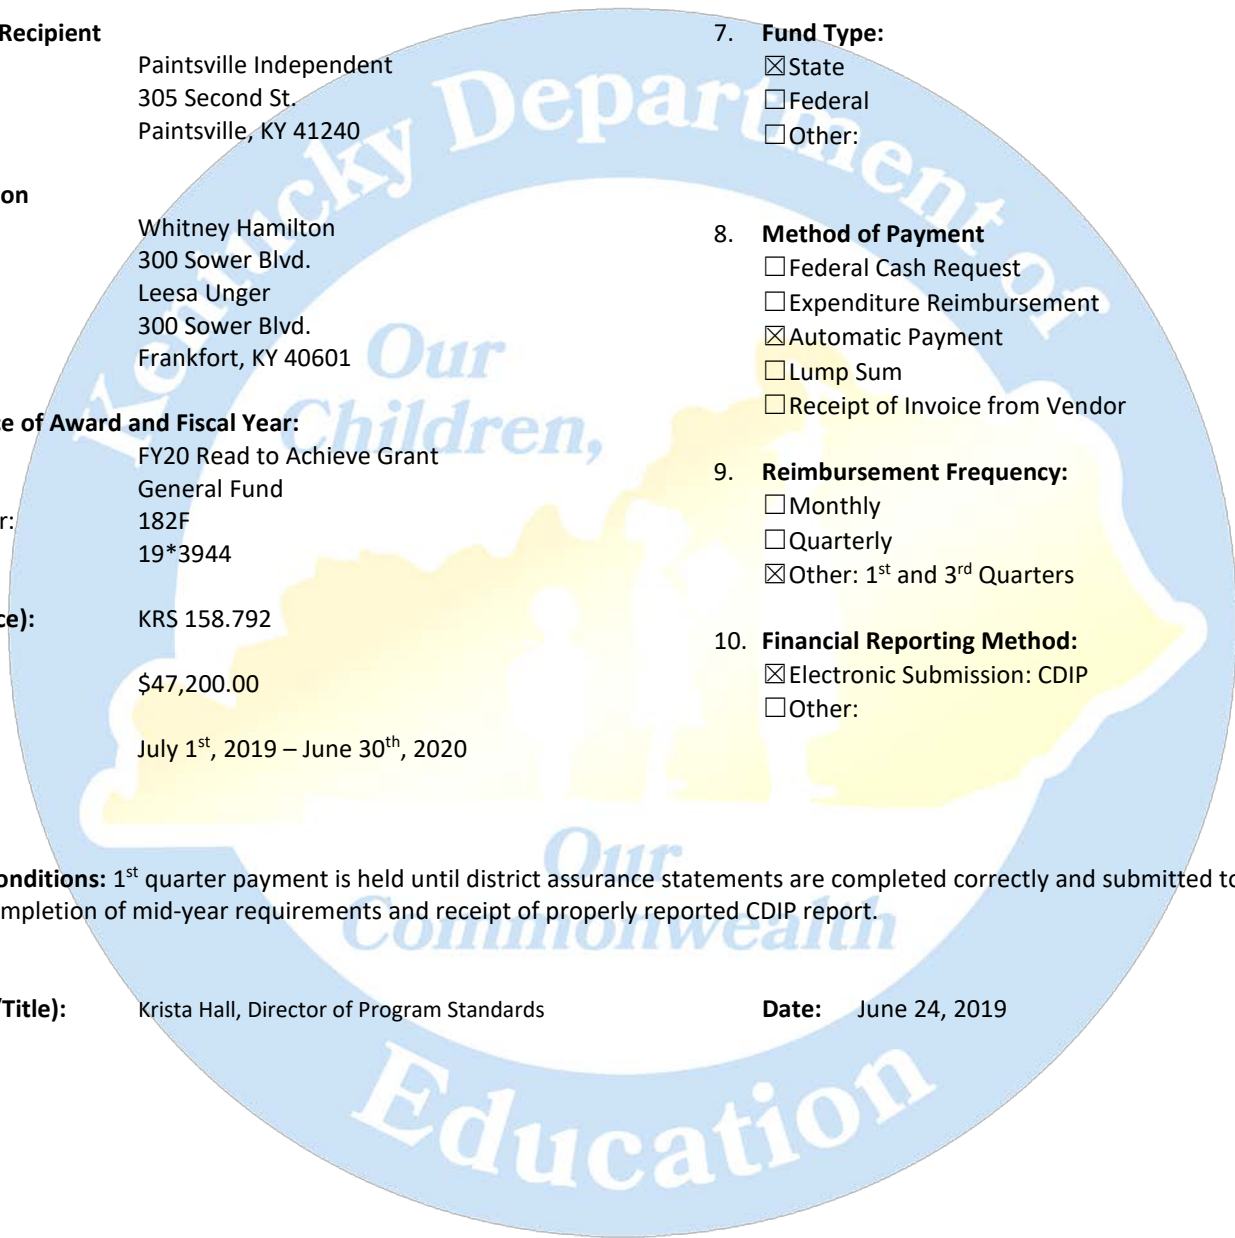 Recipient
Paintsville Independent
305 Second St.
Paintsville, KY 41240
on
Whitney Hamilton
300 Sower Blvd.
Leesa Unger
300 Sower Blvd.
Frankfort, KY 40601
ce of Award and Fiscal Year:
FY20 Read to Achieve Grant
General Fund
r: 182F
19*3944
ce): KRS 158.792
$47,200.00
July 1st, 2019 – June 30th, 2020
7. Fund Type:
☒State
☐Federal
☐Other:
8. Method of Payment
☐Federal Cash Request
☐Expenditure Reimbursement
☒Automatic Payment
☐Lump Sum
☐Receipt of Invoice from Vendor
9. Reimbursement Frequency:
☐Monthly
☐Quarterly
☒Other: 1st and 3rd Quarters
10. Financial Reporting Method:
☒Electronic Submission: CDIP
☐Other:
onditions: 1st quarter payment is held until district assurance statements are completed correctly and submitted to
mpletion of mid-year requirements and receipt of properly reported CDIP report.
/Title): Krista Hall, Director of Program Standards Date: June 24, 2019
Kentucky Department of
Education
Our
Children,
Our
Commonwealth